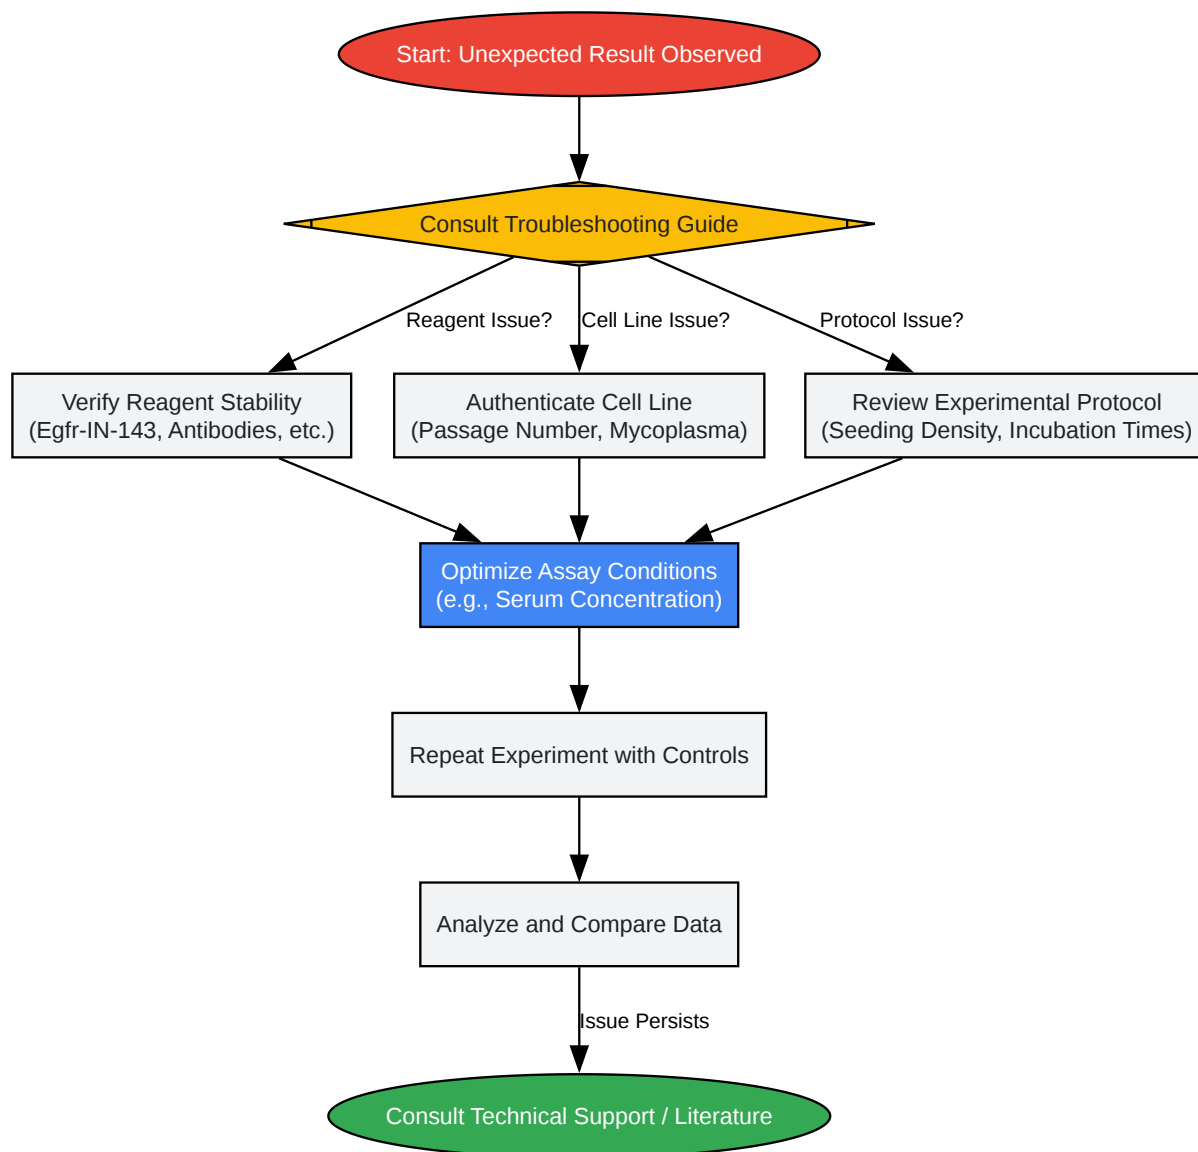 Start: Unexpected Result Observed
Consult Troubleshooting Guide
Reagent Issue?
Cell Line Issue?
Protocol Issue?
Verify Reagent Stability
(Egfr-IN-143, Antibodies, etc.)
Authenticate Cell Line
(Passage Number, Mycoplasma)
Review Experimental Protocol
(Seeding Density, Incubation Times)
Optimize Assay Conditions
(e.g., Serum Concentration)
Repeat Experiment with Controls
Analyze and Compare Data
Issue Persists
Consult Technical Support / Literature